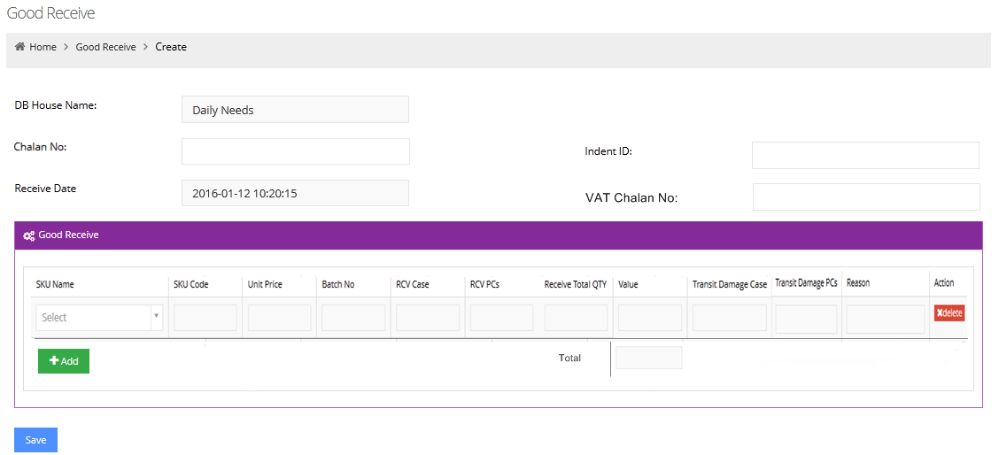 Good Receive
Home > Good Receive > Create
DB House Name: Daily Needs
Chalan No:
Indent ID:
Receive Date 2016-01-12 10:20:15
VAT Chalan No:
Good Receive
SKU Name SKU Code Unit Price Batch No RCV Case RCV PCs Receive Total QTY Value Transit Damage Case Transit Damage PCs Reason Action
Select delete
Add Total
Save